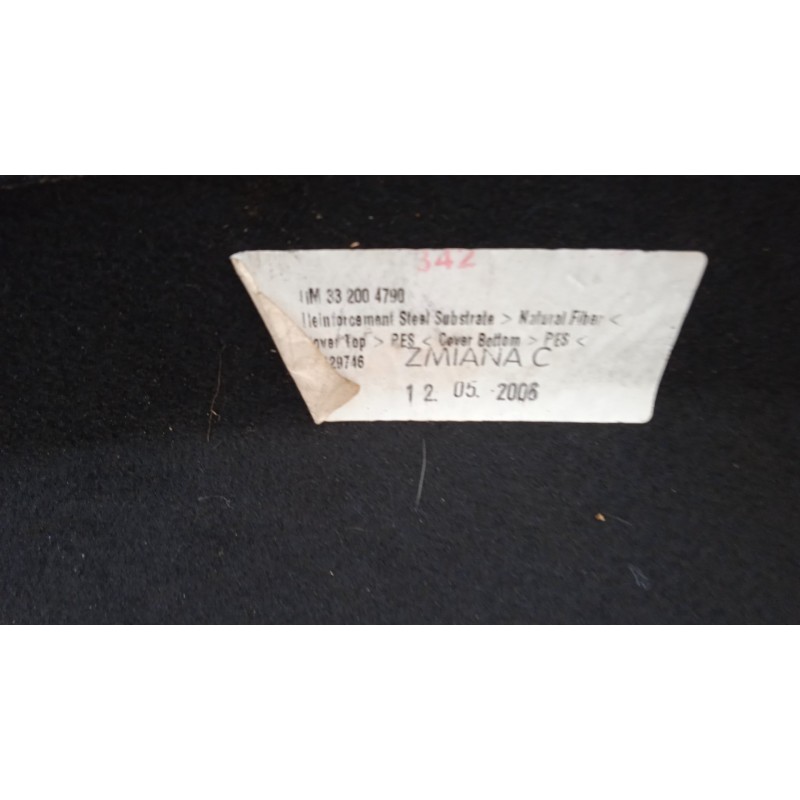 342
33 200 4790
Reinforcement Steel Substrate > Natural Fiber <
Cover Top > PES < Cover Bottom > PES <
29746 ZMIANA C
12. 05. 2006